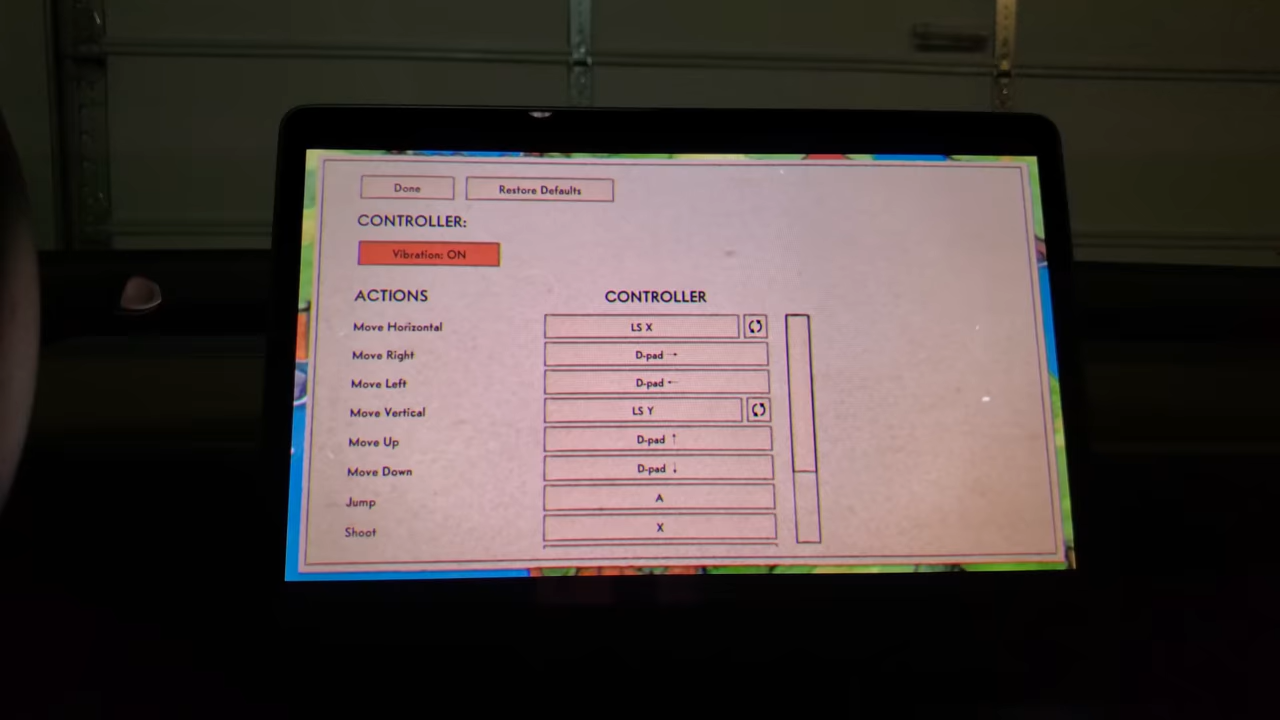 Done Restore Defaults
CONTROLLER:
Vibration: ON
ACTIONS CONTROLLER
Move Horizontal LS X
Move Right D-pad →
Move Left D-pad ←
Move Vertical LS Y
Move Up D-pad ↑
Move Down D-pad ↓
Jump A
Shoot X